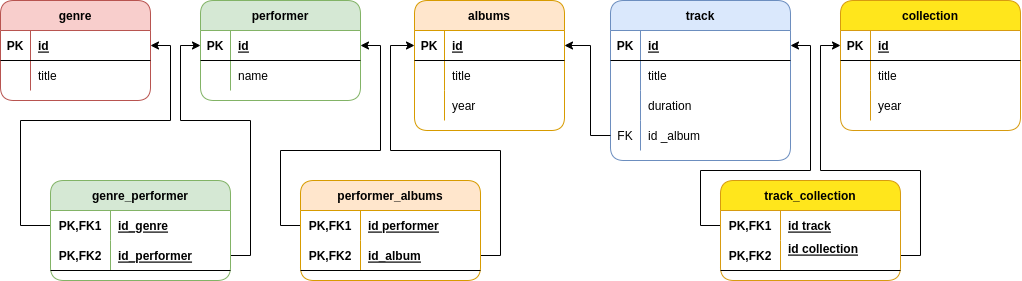 genre
PK id
title
performer
PK id
name
albums
PK id
title
year
track
PK id
title
duration
FK id _album
collection
PK id
title
year
genre_performer
PK,FK1 id_genre
PK,FK2 id_performer
performer_albums
PK,FK1 id performer
PK,FK2 id_album
track_collection
PK,FK1 id track
PK,FK2 id collection